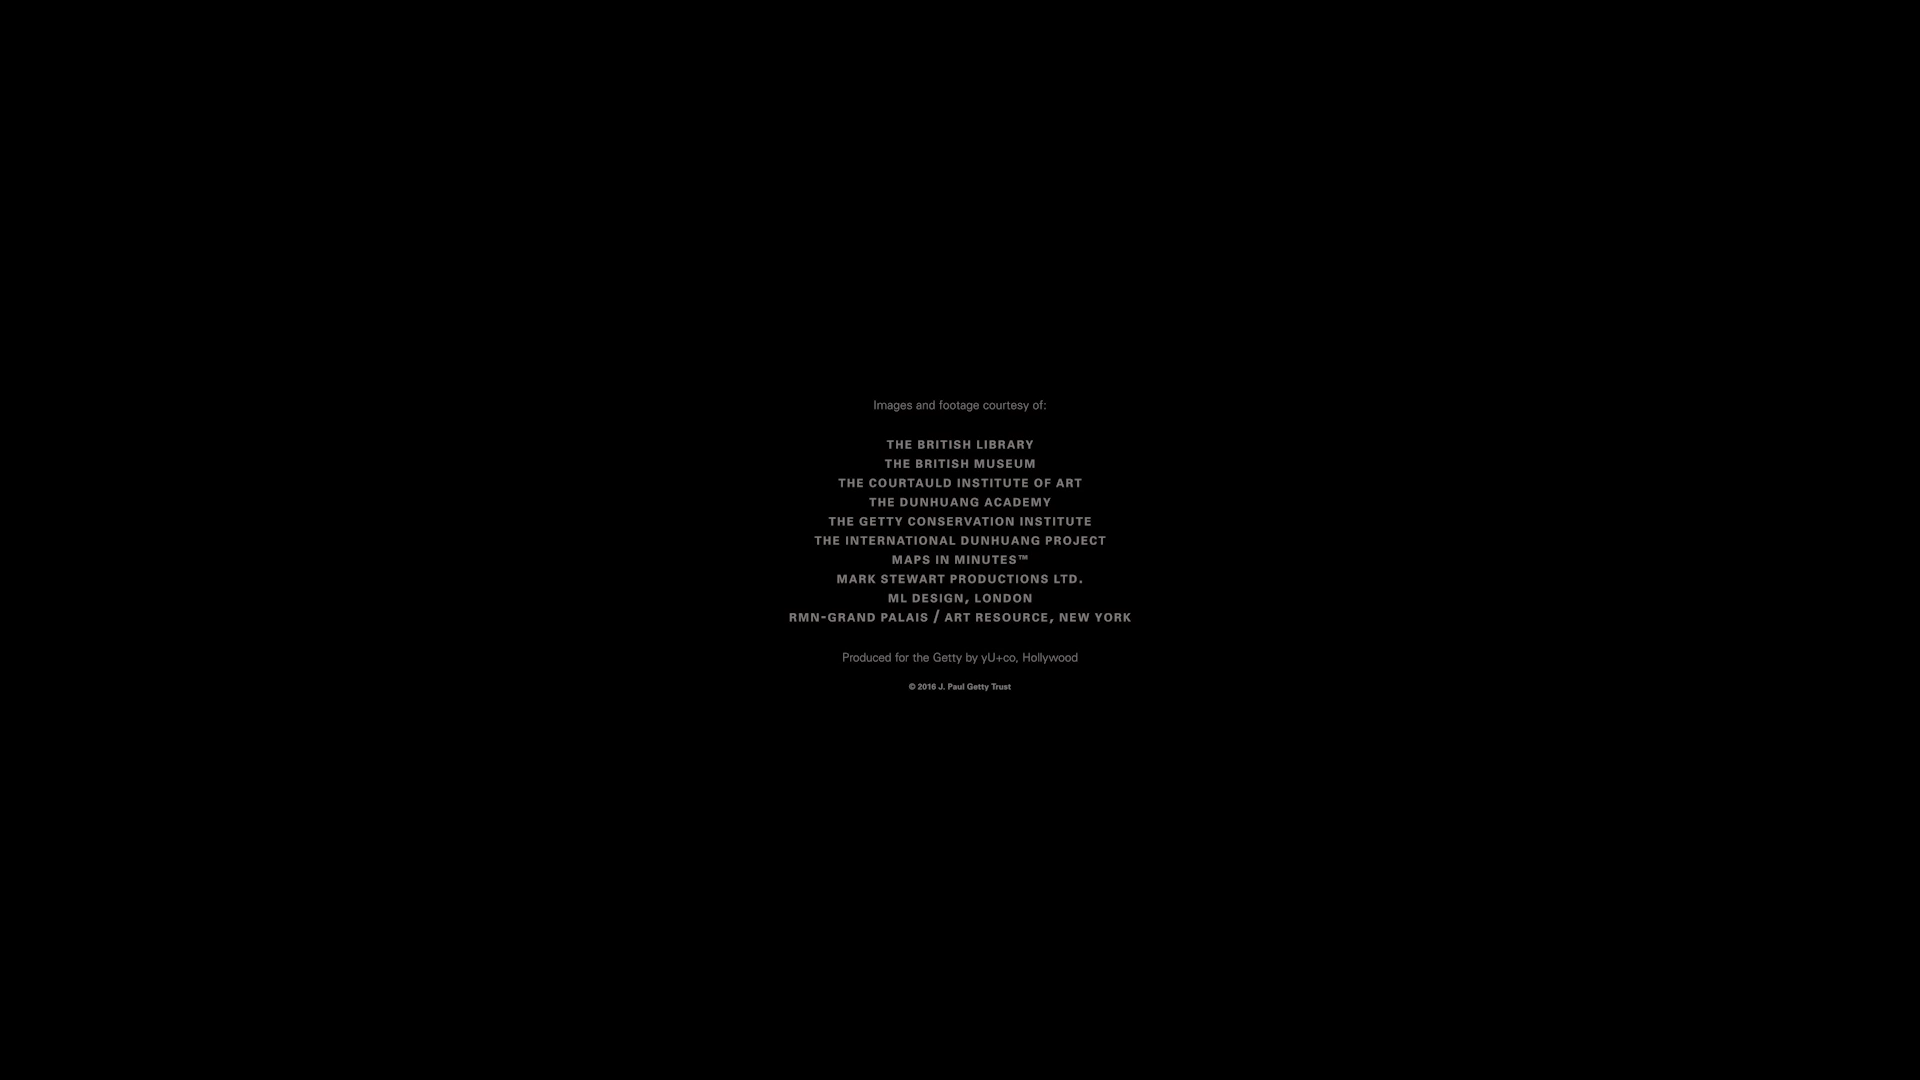 Images and footage courtesy of:
THE BRITISH LIBRARY
THE BRITISH MUSEUM
THE COURTAULD INSTITUTE OF ART
THE DUNHUANG ACADEMY
THE GETTY CONSERVATION INSTITUTE
THE INTERNATIONAL DUNHUANG PROJECT
MAPS IN MINUTES™
MARK STEWART PRODUCTIONS LTD.
ML DESIGN, LONDON
RMN-GRAND PALAIS / ART RESOURCE, NEW YORK
Produced for the Getty by yU+co, Hollywood
© 2016 J. Paul Getty Trust